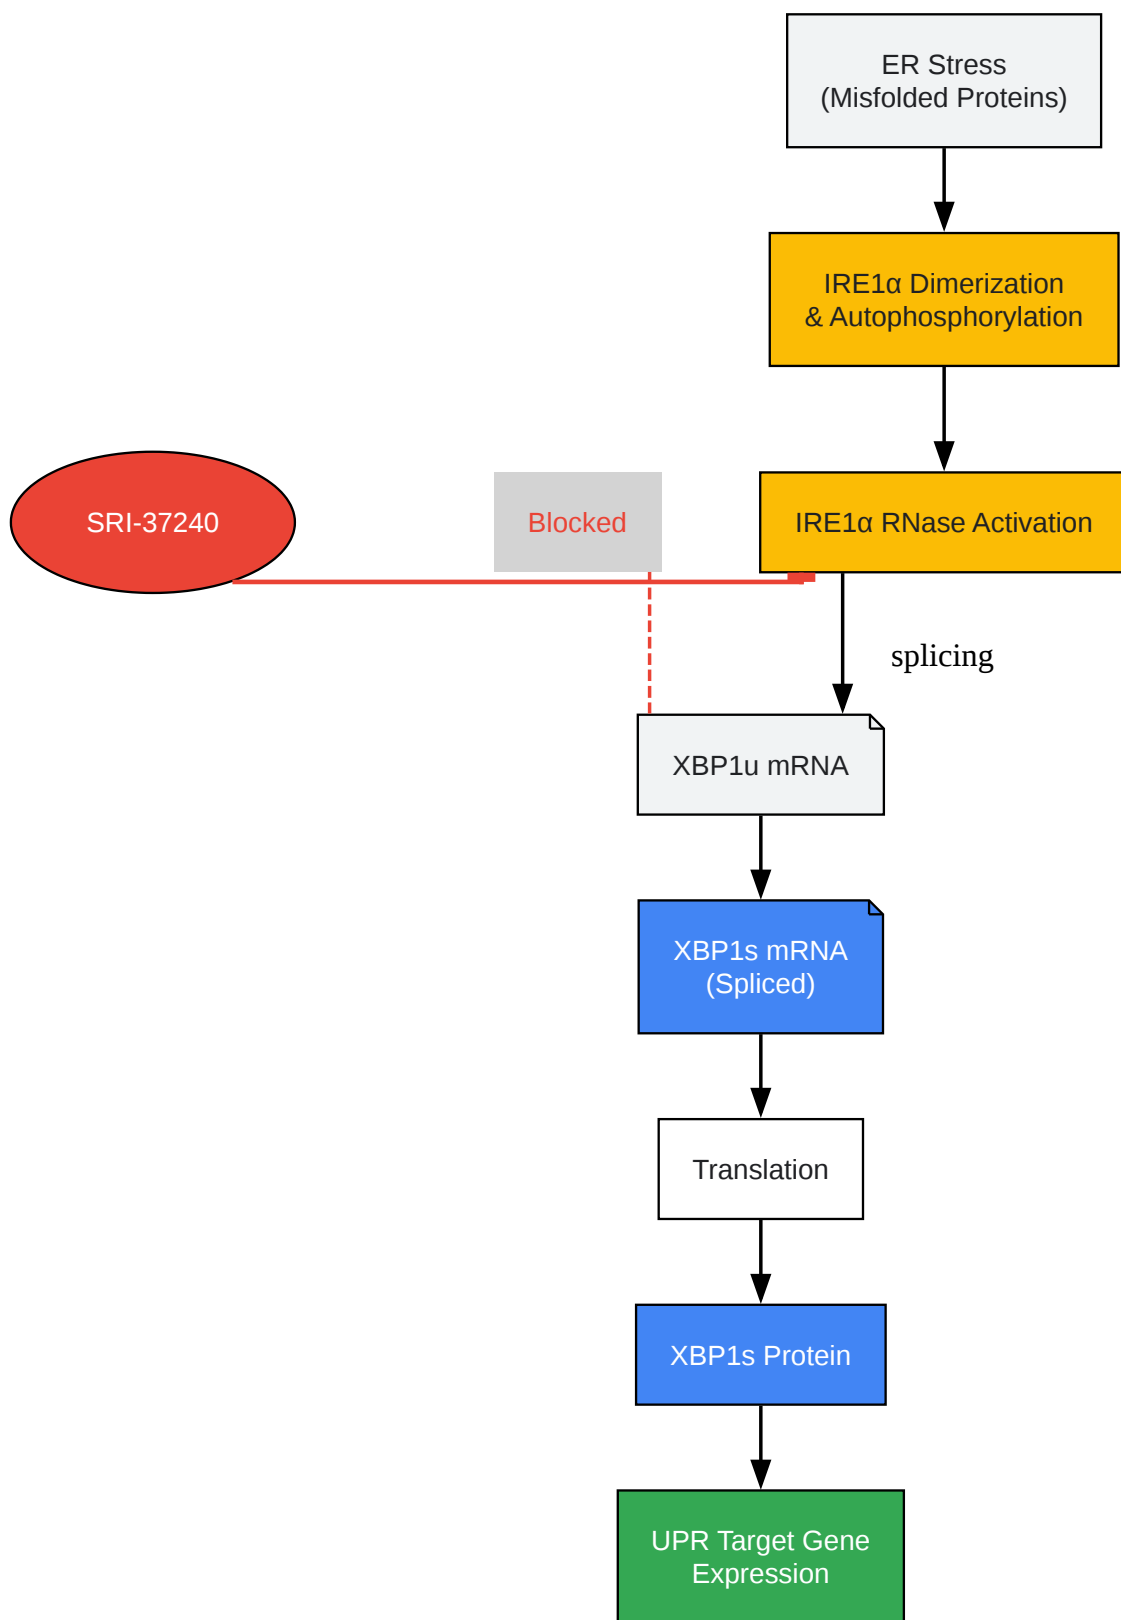 ER Stress
(Misfolded Proteins)
IRE1α Dimerization
& Autophosphorylation
SRI-37240
Blocked
IRE1α RNase Activation
splicing
XBP1u mRNA
XBP1s mRNA
(Spliced)
Translation
XBP1s Protein
UPR Target Gene
Expression